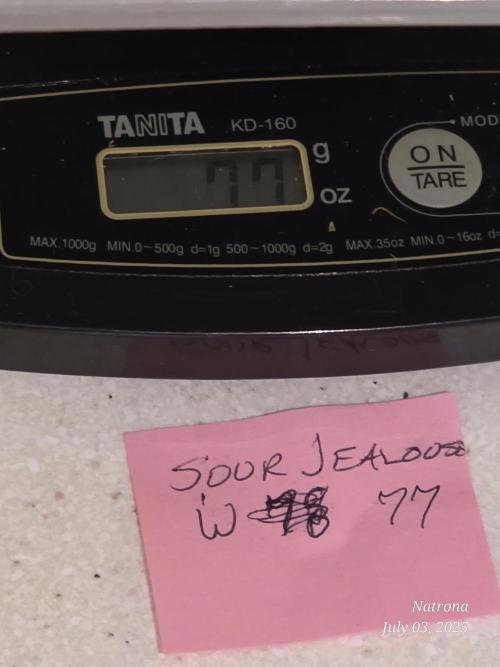 TANITA KD-160
MODE
77 g
oz
ON
TARE
MAX.1000g MIN.0~500g d=1g 500~1000g d=2g MAX.35oz MIN.0~16oz d=
SOUR JEALOUS
W 77
Natrona
July 03, 2025